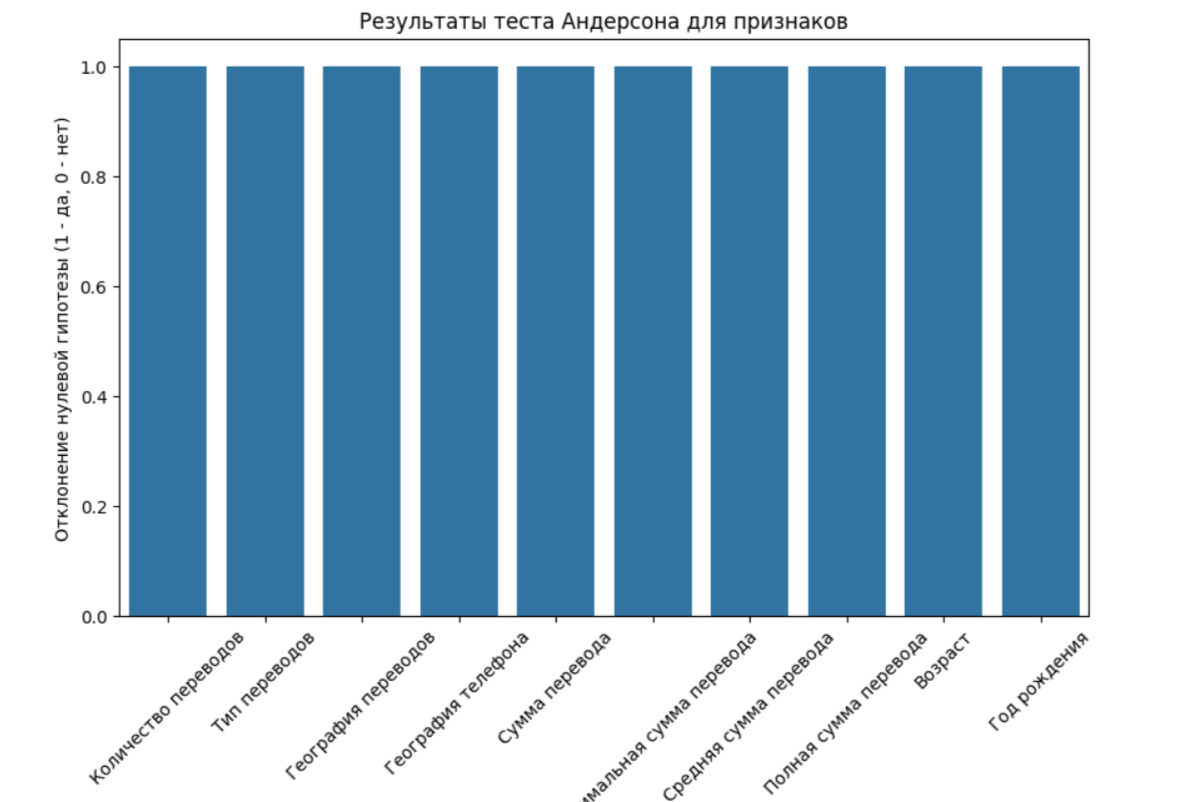 Результаты теста Андерсона для признаков
Отклонение нулевой гипотезы (1 - да, 0 - нет)
1.0
0.8
0.6
0.4
0.2
0.0
Количество переводов
Тип переводов
География переводов
География телефона
Сумма перевода
сумма перевода
Средняя сумма перевода
Полная сумма перевода
Возраст
Год рождения